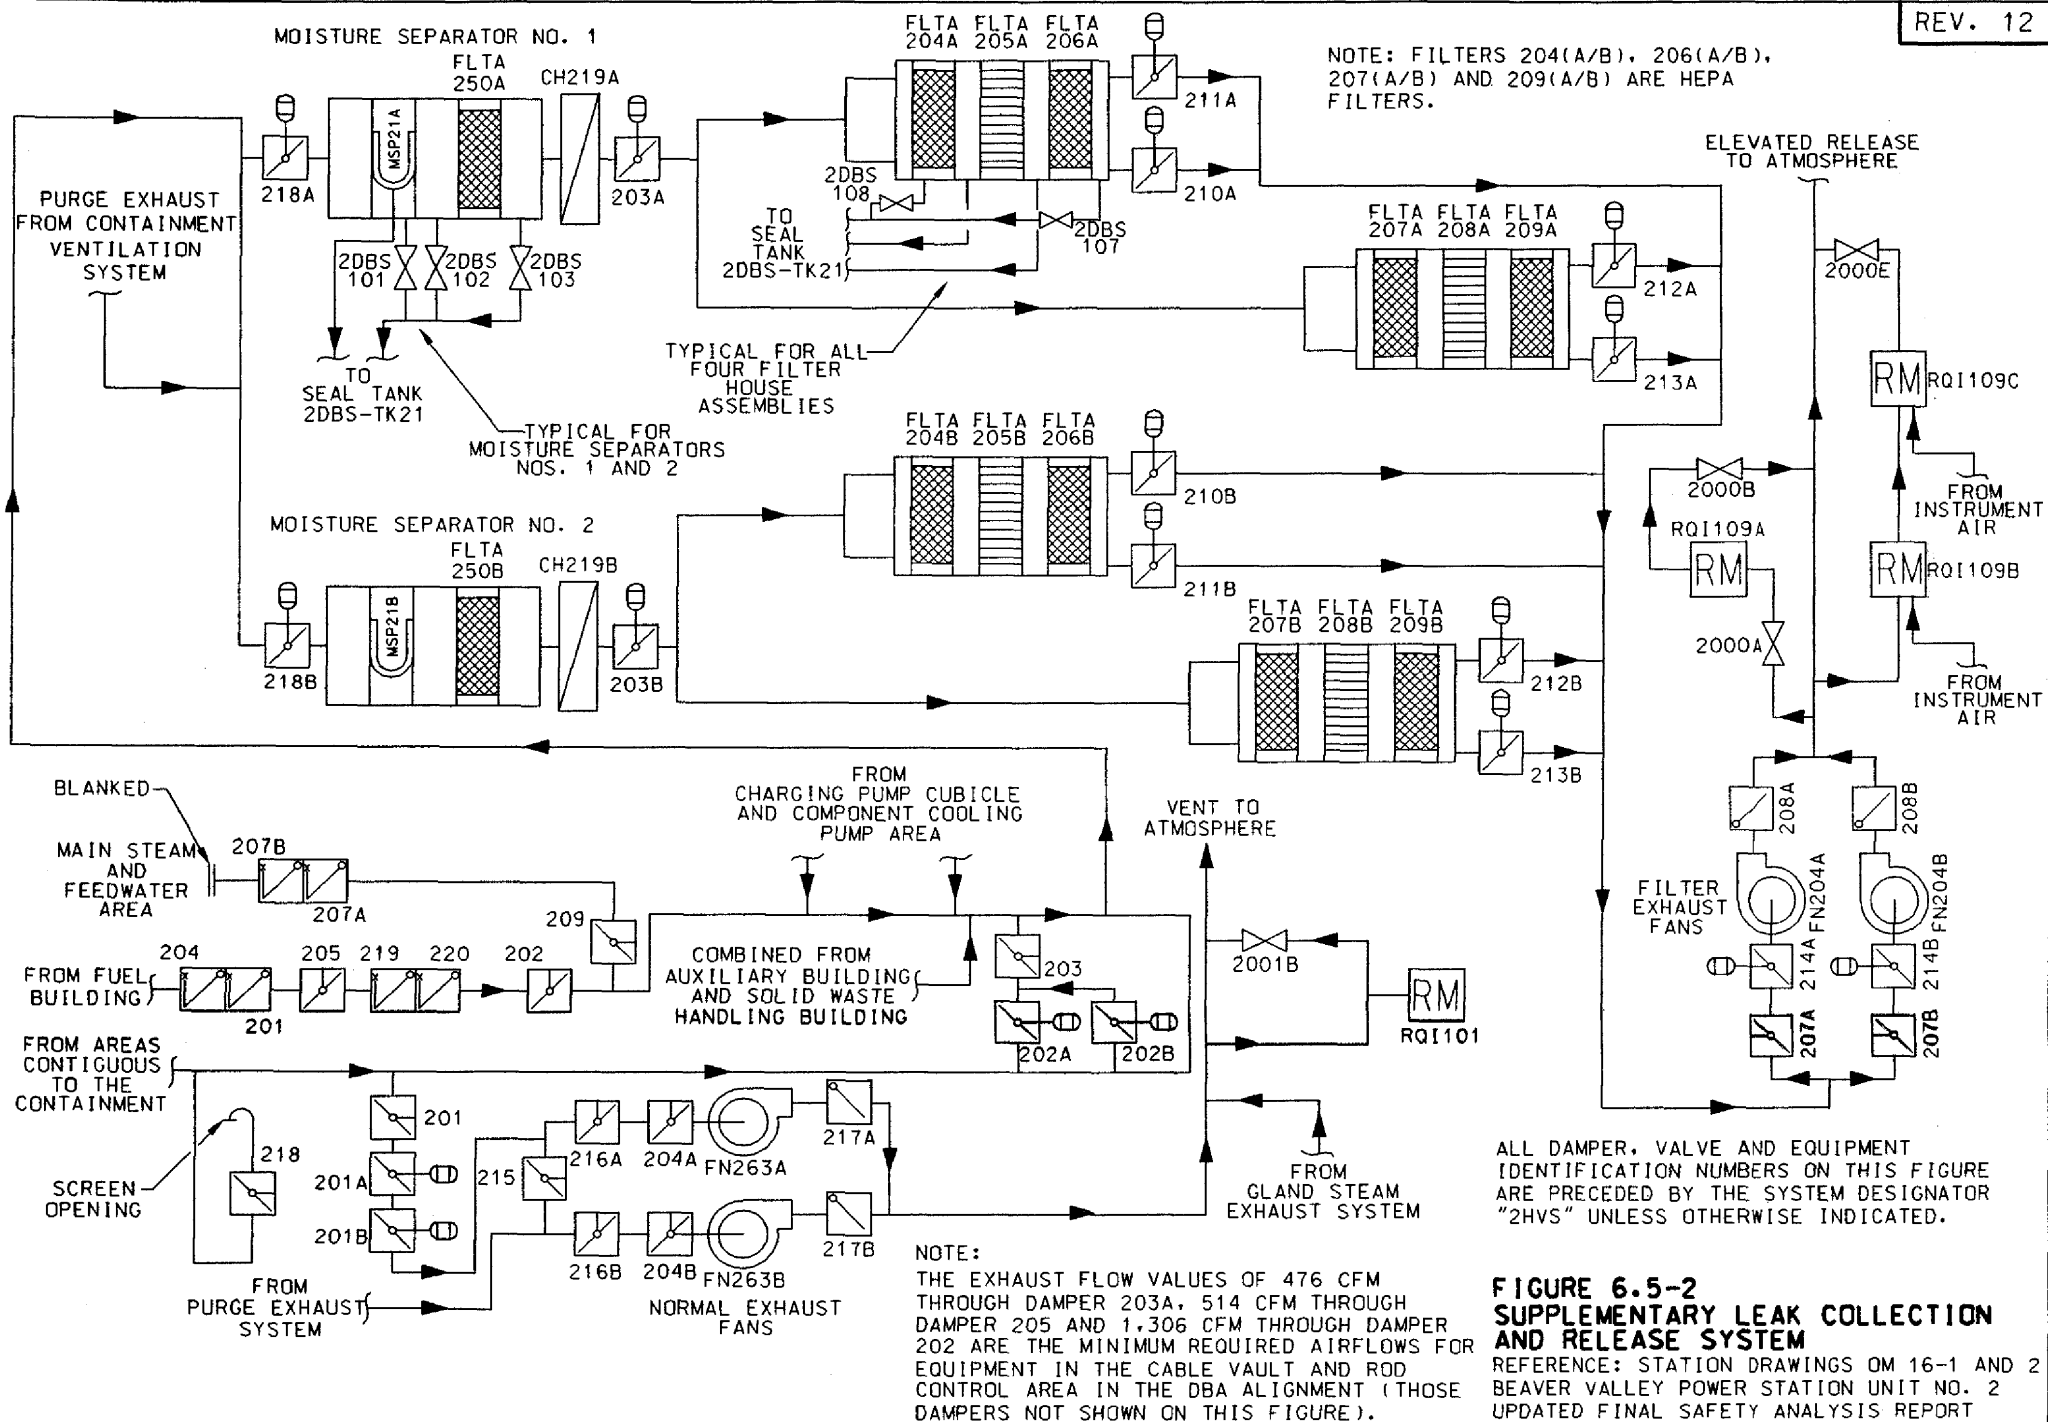 REV. 12
MOISTURE SEPARATOR NO. 1
FLTA
250A
CH219A
MSP21A
218A
203A
PURGE EXHAUST
FROM CONTAINMENT
VENTILATION
SYSTEM
2DBS
101
2DBS
102
2DBS
103
TO
SEAL TANK
2DBS-TK21
TYPICAL FOR
MOISTURE SEPARATORS
NOS. 1 AND 2
FLTA FLTA FLTA
204A 205A 206A
211A
210A
2DBS
108
TO
SEAL
TANK
2DBS-TK21
2DBS
107
TYPICAL FOR ALL
FOUR FILTER
HOUSE
ASSEMBLIES
NOTE: FILTERS 204(A/B), 206(A/B),
207(A/B) AND 209(A/B) ARE HEPA
FILTERS.
FLTA FLTA FLTA
207A 208A 209A
212A
213A
ELEVATED RELEASE
TO ATMOSPHERE
2000E
RM
RQI109C
FROM
INSTRUMENT
AIR
2000B
RQI109A
RM
RM
RQI109B
2000A
FROM
INSTRUMENT
AIR
MOISTURE SEPARATOR NO. 2
FLTA
250B
CH219B
MSP21B
218B
203B
FLTA FLTA FLTA
204B 205B 206B
210B
211B
FLTA FLTA FLTA
207B 208B 209B
212B
213B
BLANKED
MAIN STEAM
AND
FEEDWATER
AREA
207B
207A
209
204
205
219
220
202
FROM FUEL
BUILDING
201
FROM
CHARGING PUMP CUBICLE
AND COMPONENT COOLING
PUMP AREA
COMBINED FROM
AUXILIARY BUILDING
AND SOLID WASTE
HANDLING BUILDING
203
202A
202B
VENT TO
ATMOSPHERE
2001B
RM
RQI101
208A
208B
FILTER
EXHAUST
FANS
FN204A
FN204B
214A
214B
207A
207B
FROM AREAS
CONTIGUOUS
TO THE
CONTAINMENT
SCREEN
OPENING
218
201
201A
201B
215
216A
204A
FN263A
217A
216B
204B
FN263B
217B
FROM
PURGE EXHAUST
SYSTEM
NORMAL EXHAUST
FANS
FROM
GLAND STEAM
EXHAUST SYSTEM
NOTE:
THE EXHAUST FLOW VALUES OF 476 CFM
THROUGH DAMPER 203A, 514 CFM THROUGH
DAMPER 205 AND 1,306 CFM THROUGH DAMPER
202 ARE THE MINIMUM REQUIRED AIRFLOWS FOR
EQUIPMENT IN THE CABLE VAULT AND ROD
CONTROL AREA IN THE DBA ALIGNMENT (THOSE
DAMPERS NOT SHOWN ON THIS FIGURE).
ALL DAMPER, VALVE AND EQUIPMENT
IDENTIFICATION NUMBERS ON THIS FIGURE
ARE PRECEDED BY THE SYSTEM DESIGNATOR
"2HVS" UNLESS OTHERWISE INDICATED.
FIGURE 6.5-2
SUPPLEMENTARY LEAK COLLECTION
AND RELEASE SYSTEM
REFERENCE: STATION DRAWINGS OM 16-1 AND 2
BEAVER VALLEY POWER STATION UNIT NO. 2
UPDATED FINAL SAFETY ANALYSIS REPORT